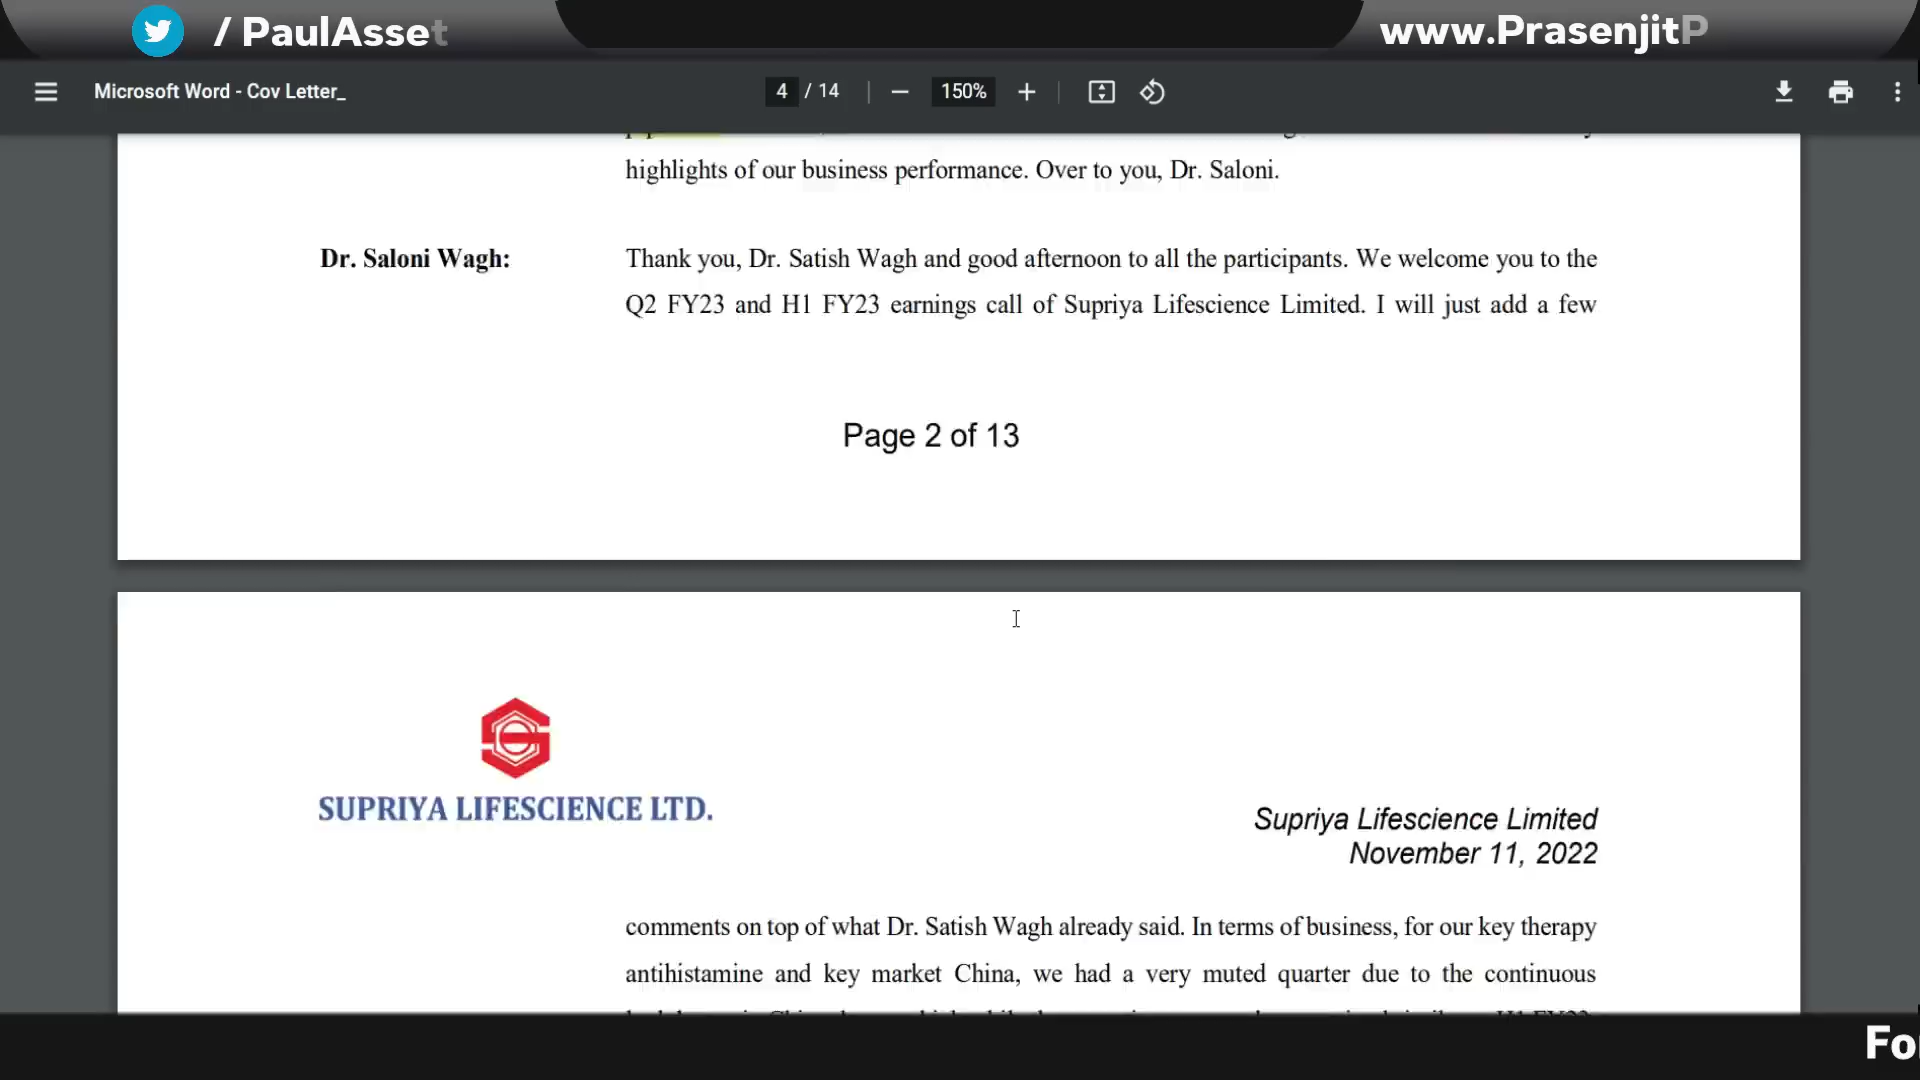 / PaulAsset
www.PrasenjitP
Microsoft Word - Cov Letter_
4 / 14
150%
highlights of our business performance. Over to you, Dr. Saloni.
Dr. Saloni Wagh: Thank you, Dr. Satish Wagh and good afternoon to all the participants. We welcome you to the
Q2 FY23 and H1 FY23 earnings call of Supriya Lifescience Limited. I will just add a few
Page 2 of 13
SUPRIYA LIFESCIENCE LTD.
Supriya Lifescience Limited
November 11, 2022
comments on top of what Dr. Satish Wagh already said. In terms of business, for our key therapy
antihistamine and key market China, we had a very muted quarter due to the continuous
Fo